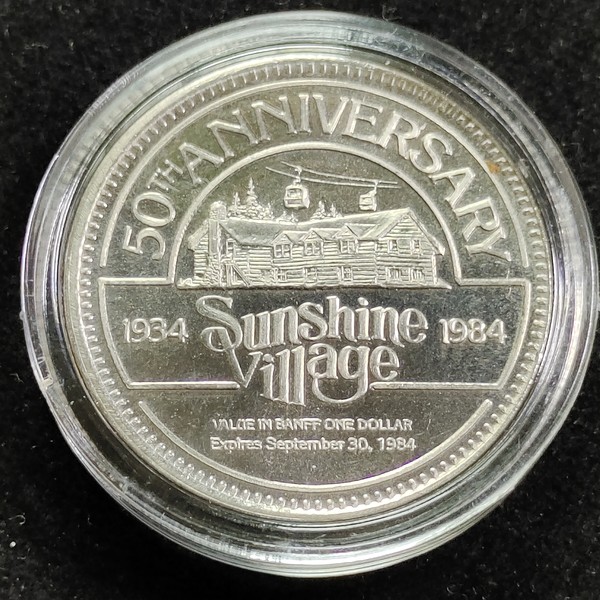 50TH ANNIVERSARY
1934 Sunshine 1984
Village
VALUE IN BANFF ONE DOLLAR
Expires September 30, 1984